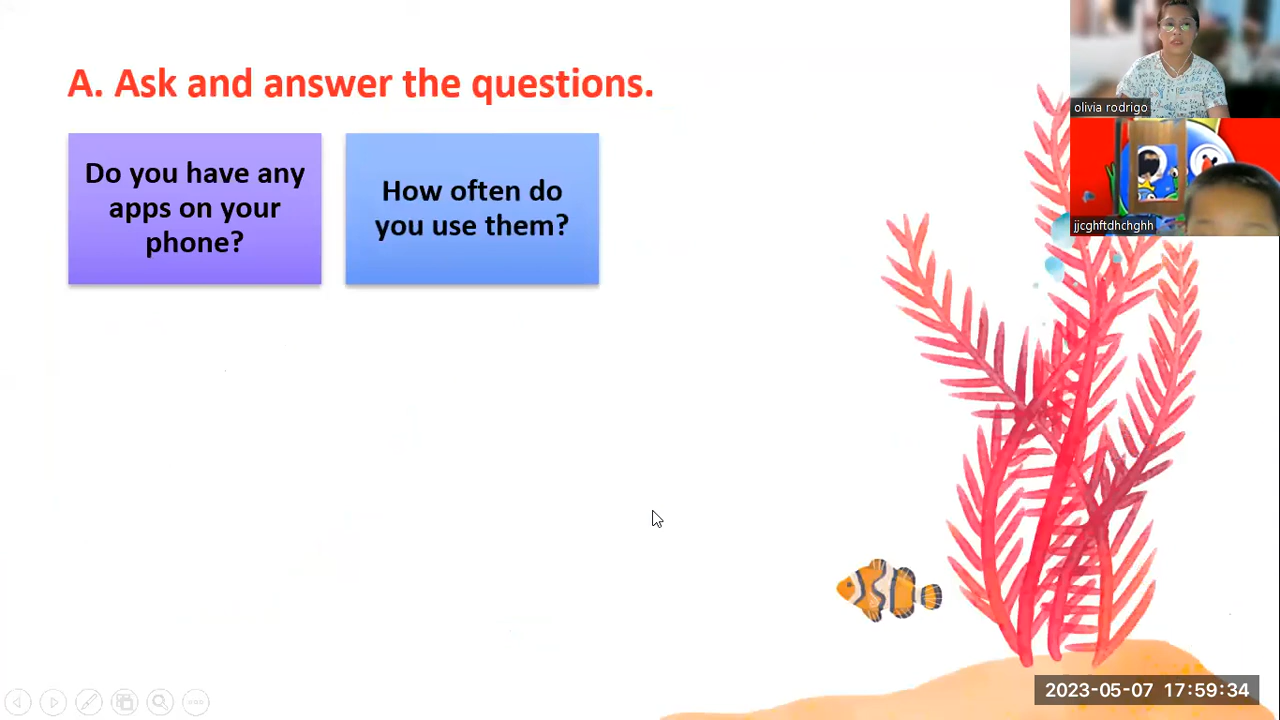 A. Ask and answer the questions.
Do you have any
apps on your
phone?
How often do
you use them?
olivia rodrigo
jjcghftdhchghh
2023-05-07 17:59:34